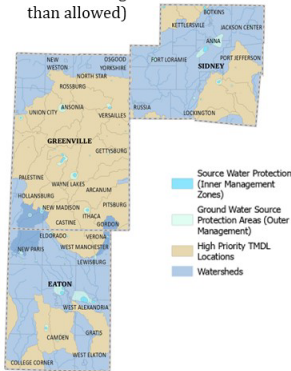 than allowed)
BOTKINS
KETTLERSVILLE
JACKSON CENTER
ANNA
NEW
WESTON
OSGOOD
YORKSHIRE
FORT LORAMIE
PORT JEFFERSON
SIDNEY
NORTH STAR
ROSSBURG
UNION CITY
ANSONIA
VERSAILLES
RUSSIA
LOCKINGTON
GREENVILLE
GETTYSBURG
PALESTINE
WAYNE LAKES
ARCANUM
HOLLANSBURG
NEW MADISON
PITSBURG
ITHACA
CASTINE
GORDON
ELDORADO
VERONA
NEW PARIS
WEST MANCHESTER
LEWISBURG
EATON
WEST ALEXANDRIA
GRATIS
CAMDEN
COLLEGE CORNER
WEST ELKTON
Source Water Protection
(Inner Management
Zones)
Ground Water Source
Protection Areas (Outer
Management)
High Priority TMDL
Locations
Watersheds